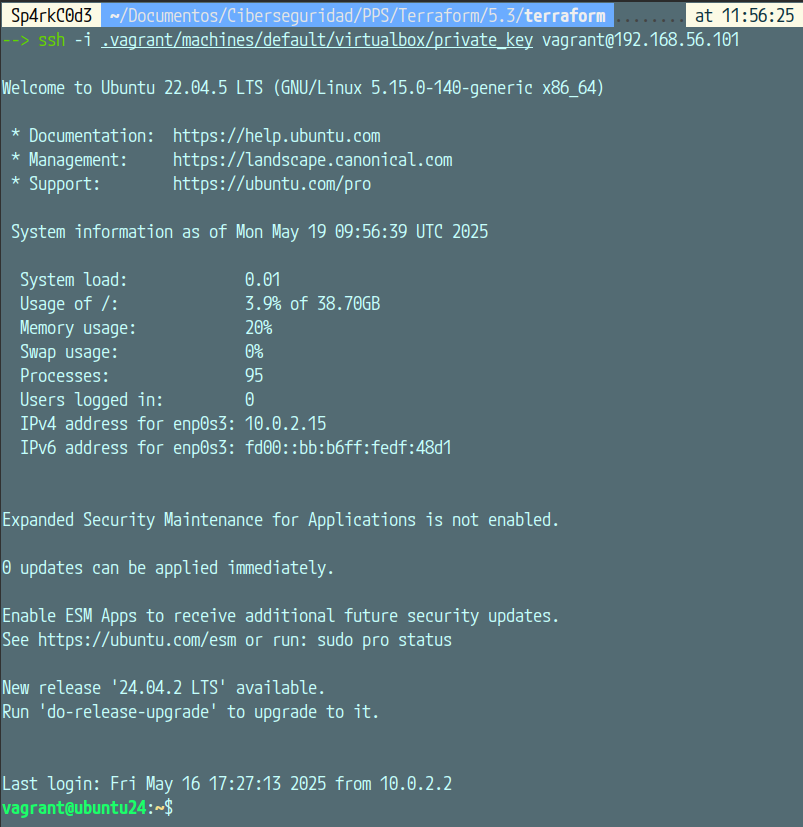 Sp4rkC0d3 ~/Documentos/Ciberseguridad/PPS/Terraform/5.3/terraform ........ at 11:56:25
--> ssh -i .vagrant/machines/default/virtualbox/private_key vagrant@192.168.56.101
Welcome to Ubuntu 22.04.5 LTS (GNU/Linux 5.15.0-140-generic x86_64)
* Documentation: https://help.ubuntu.com
* Management: https://landscape.canonical.com
* Support: https://ubuntu.com/pro
System information as of Mon May 19 09:56:39 UTC 2025
System load: 0.01
Usage of /: 3.9% of 38.70GB
Memory usage: 20%
Swap usage: 0%
Processes: 95
Users logged in: 0
IPv4 address for enp0s3: 10.0.2.15
IPv6 address for enp0s3: fd00::bb:b6ff:fedf:48d1
Expanded Security Maintenance for Applications is not enabled.
0 updates can be applied immediately.
Enable ESM Apps to receive additional future security updates.
See https://ubuntu.com/esm or run: sudo pro status
New release '24.04.2 LTS' available.
Run 'do-release-upgrade' to upgrade to it.
Last login: Fri May 16 17:27:13 2025 from 10.0.2.2
vagrant@ubuntu24:~$